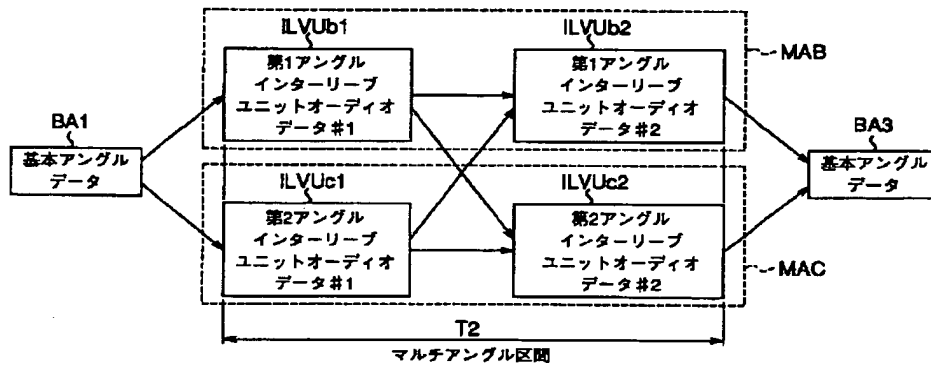 ILVUb1
ILVUb2
第1アングル
インターリーブ
ユニットオーディオ
データ#1
第1アングル
インターリーブ
ユニットオーディオ
データ#2
MAB
BA1
基本アングル
データ
BA3
基本アングル
データ
ILVUc1
ILVUc2
第2アングル
インターリーブ
ユニットオーディオ
データ#1
第2アングル
インターリーブ
ユニットオーディオ
データ#2
MAC
T2
マルチアングル区間